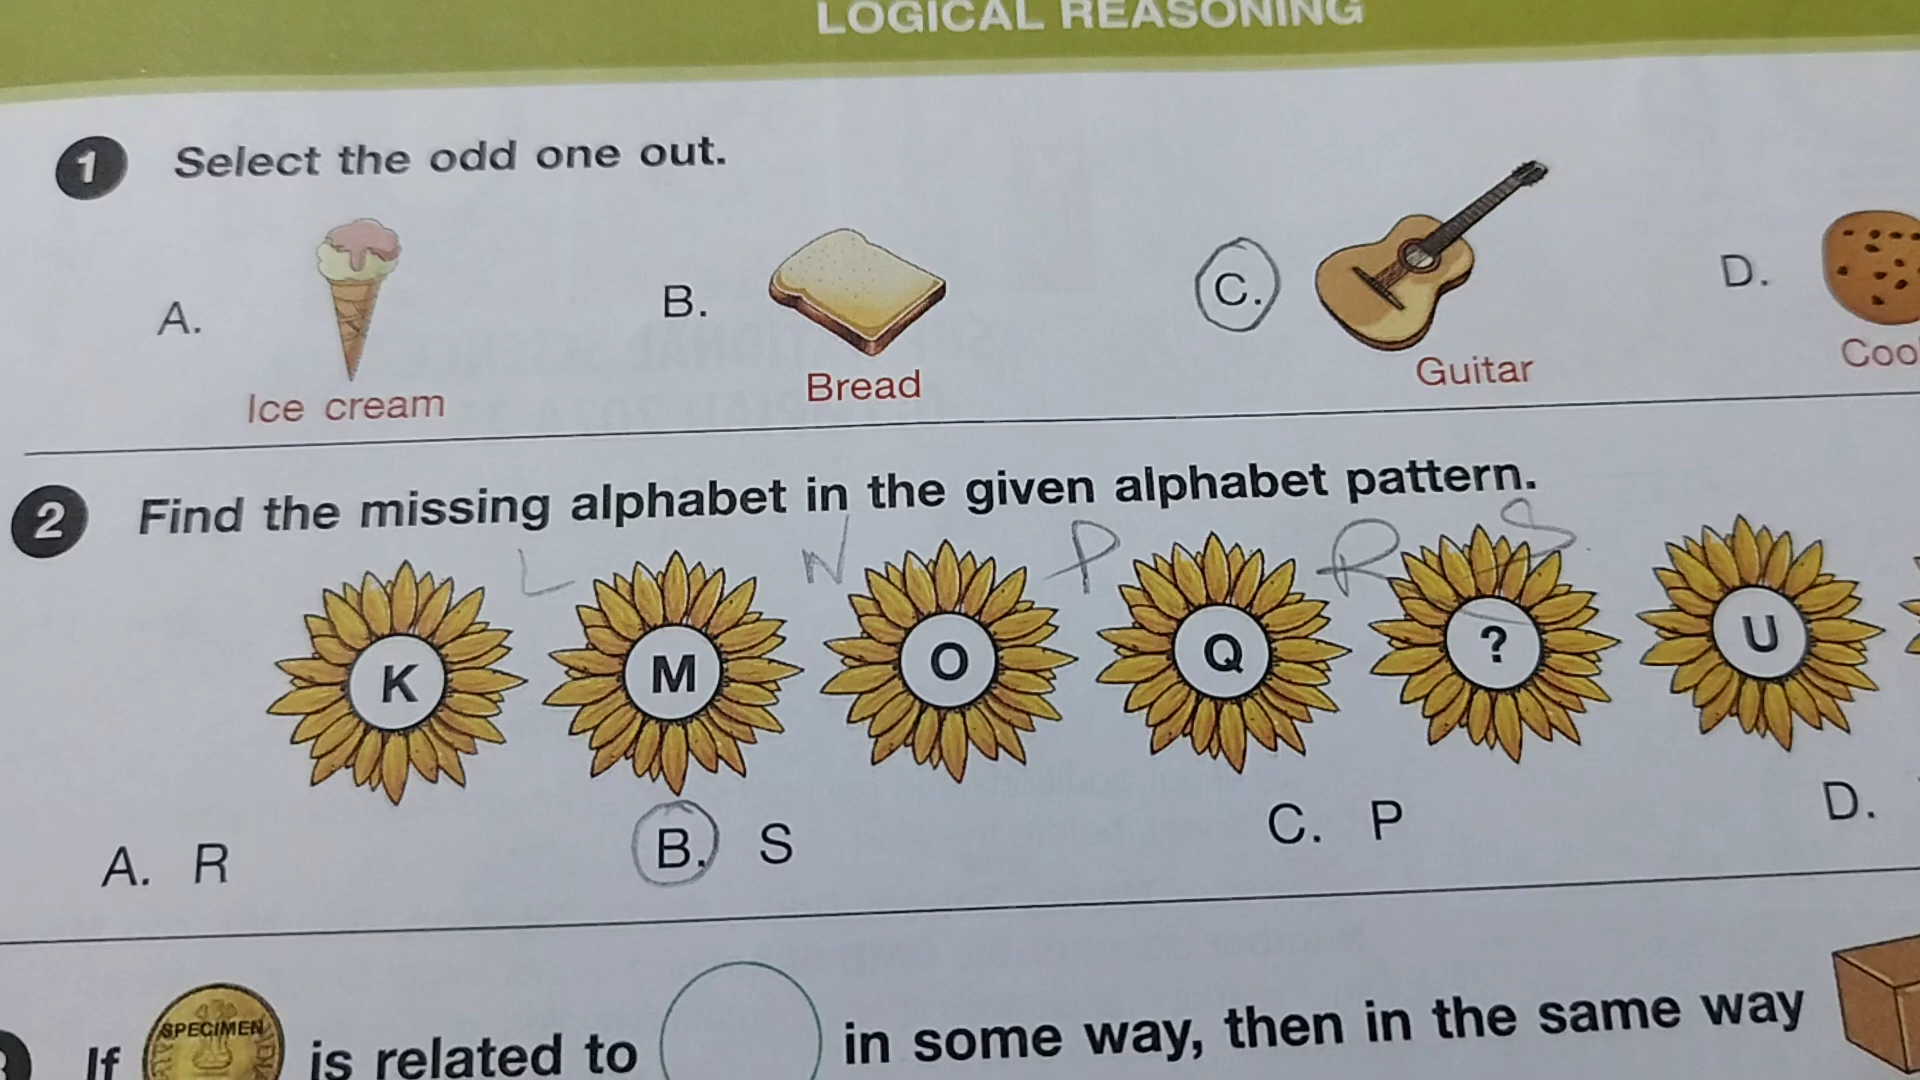 LOGICAL REASONING
1 Select the odd one out.
A. B. C. D.
Ice cream Bread Guitar
2 Find the missing alphabet in the given alphabet pattern.
L N P R S
K M O Q ? U
A. R B. S C. P D.
If SPECIMEN is related to in some way, then in the same way